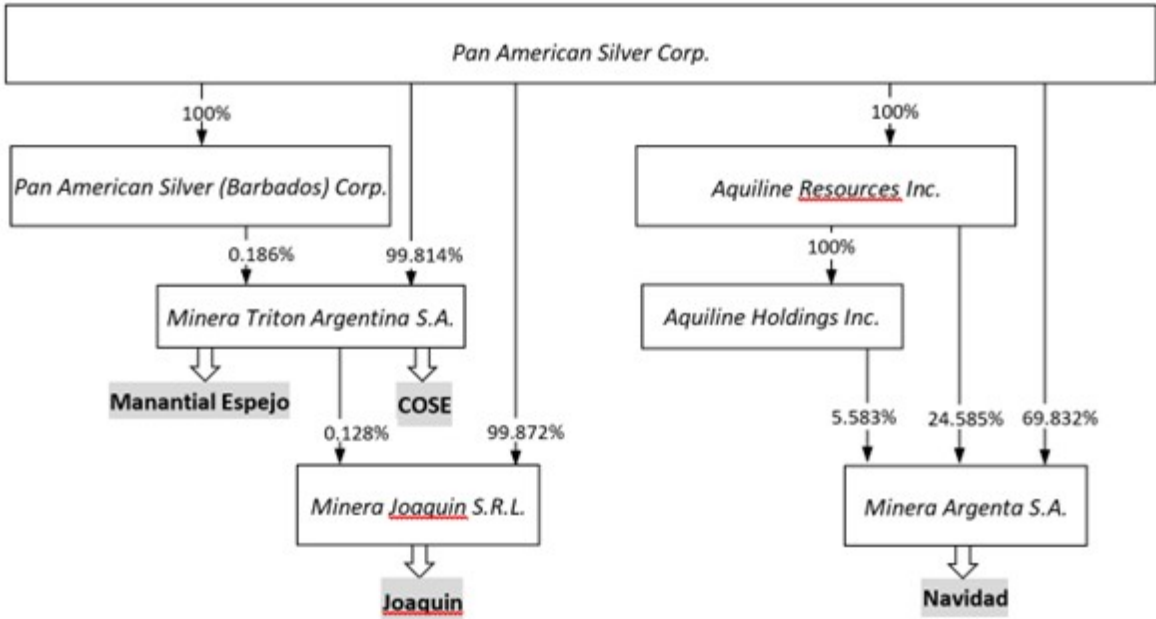 Pan American Silver Corp.
100%
100%
Pan American Silver (Barbados) Corp.
Aquiline Resources Inc.
0.186%
99.814%
100%
Minera Triton Argentina S.A.
Aquiline Holdings Inc.
Manantial Espejo
COSE
0.128%
99.872%
5.583%
24.585%
69.832%
Minera Joaquin S.R.L.
Minera Argenta S.A.
Joaquin
Navidad